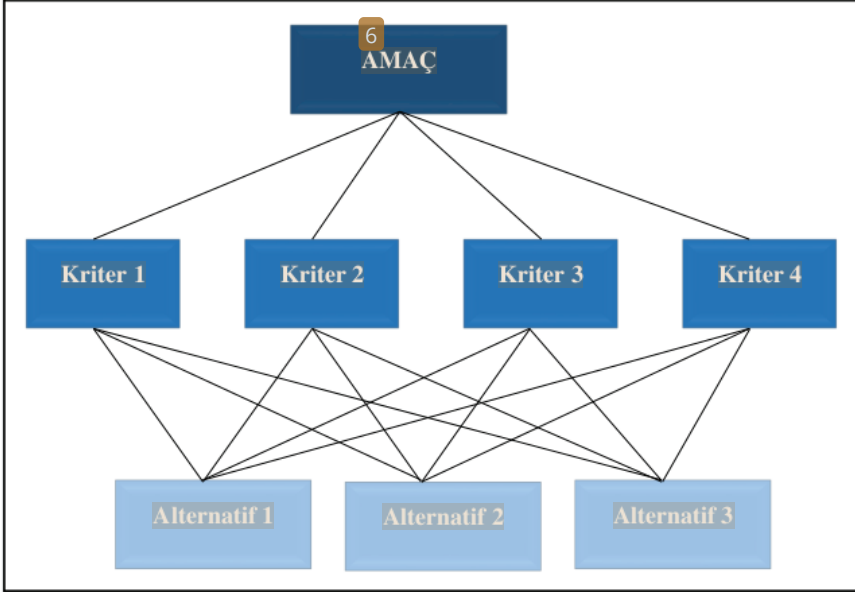 6
AMAÇ
Kriter 1
Kriter 2
Kriter 3
Kriter 4
Alternatif 1
Alternatif 2
Alternatif 3